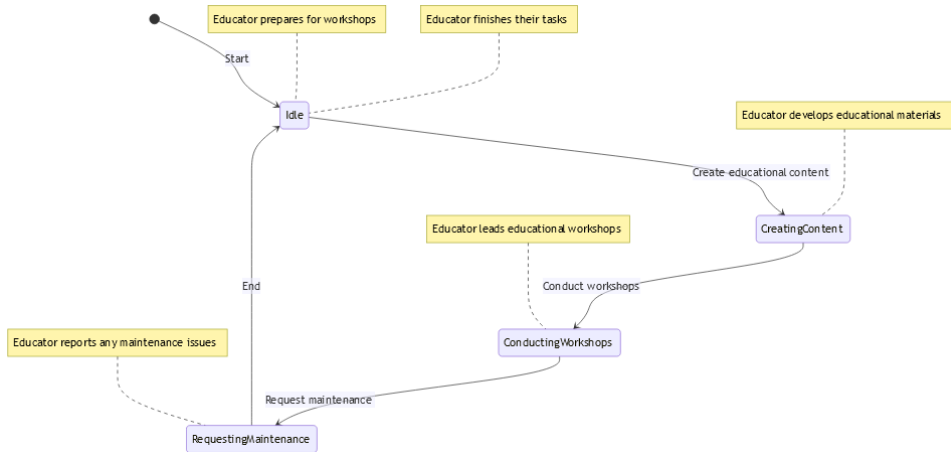 Educator prepares for workshops
Educator finishes their tasks
Start
Idle
Educator develops educational materials
Create educational content
CreatingContent
Educator leads educational workshops
Conduct workshops
End
ConductingWorkshops
Educator reports any maintenance issues
Request maintenance
RequestingMaintenance